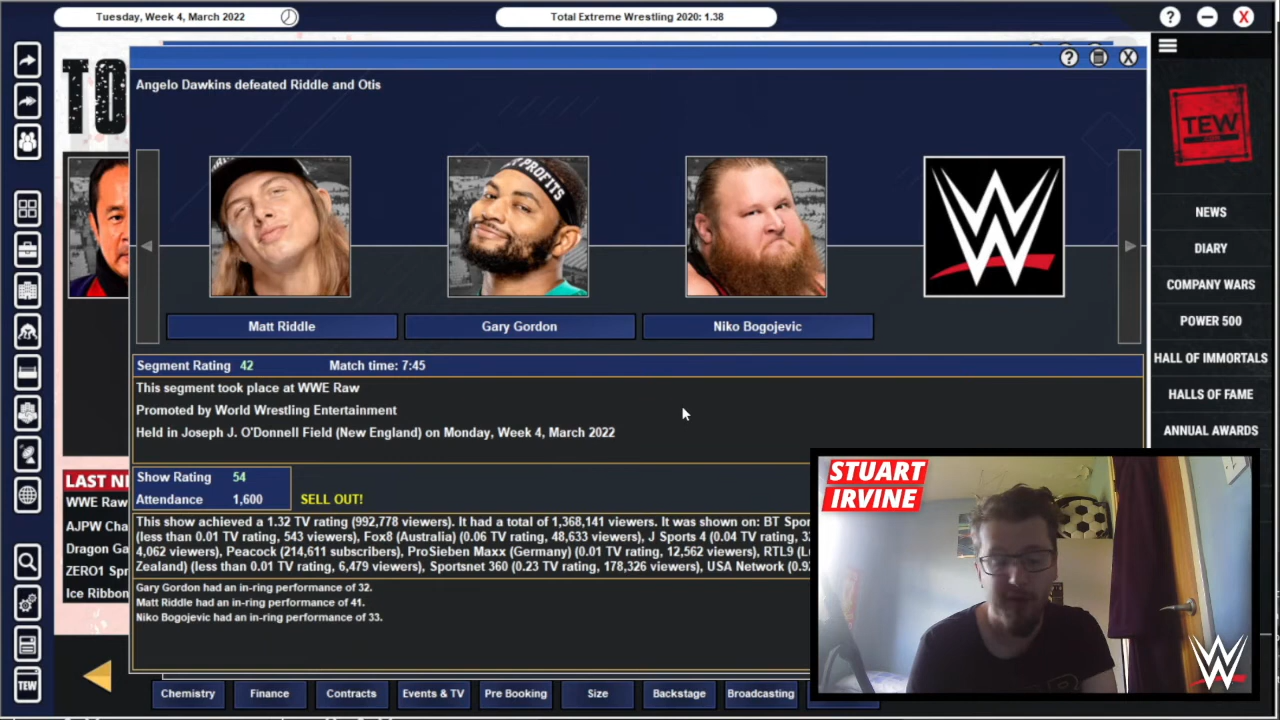 Tuesday, Week 4, March 2022
Total Extreme Wrestling 2020: 1.38
?
X
TO
?
X
Angelo Dawkins defeated Riddle and Otis
PROFITS
W
Matt Riddle
Gary Gordon
Niko Bogojevic
Segment Rating 42
Match time: 7:45
This segment took place at WWE Raw
Promoted by World Wrestling Entertainment
Held in Joseph J. O'Donnell Field (New England) on Monday, Week 4, March 2022
Show Rating 54
Attendance 1,600
SELL OUT!
This show achieved a 1.32 TV rating (992,778 viewers). It had a total of 1,368,141 viewers. It was shown on: BT Spor
(less than 0.01 TV rating, 543 viewers), Fox8 (Australia) (0.06 TV rating, 48,633 viewers), J Sports 4 (0.04 TV rating, 32
4,062 viewers), Peacock (214,611 subscribers), ProSieben Maxx (Germany) (0.01 TV rating, 12,562 viewers), RTL9 (L
Zealand) (less than 0.01 TV rating, 6,479 viewers), Sportsnet 360 (0.23 TV rating, 178,326 viewers), USA Network (0.92
Gary Gordon had an in-ring performance of 32.
Matt Riddle had an in-ring performance of 41.
Niko Bogojevic had an in-ring performance of 33.
LAST NI
WWE Raw
AJPW Cha
Dragon Ga
ZERO1 Spr
Ice Ribbon
TEW
Chemistry
Finance
Contracts
Events & TV
Pre Booking
Size
Backstage
Broadcasting
TEW
NEWS
DIARY
COMPANY WARS
POWER 500
HALL OF IMMORTALS
HALLS OF FAME
ANNUAL AWARDS
STUART
IRVINE
W